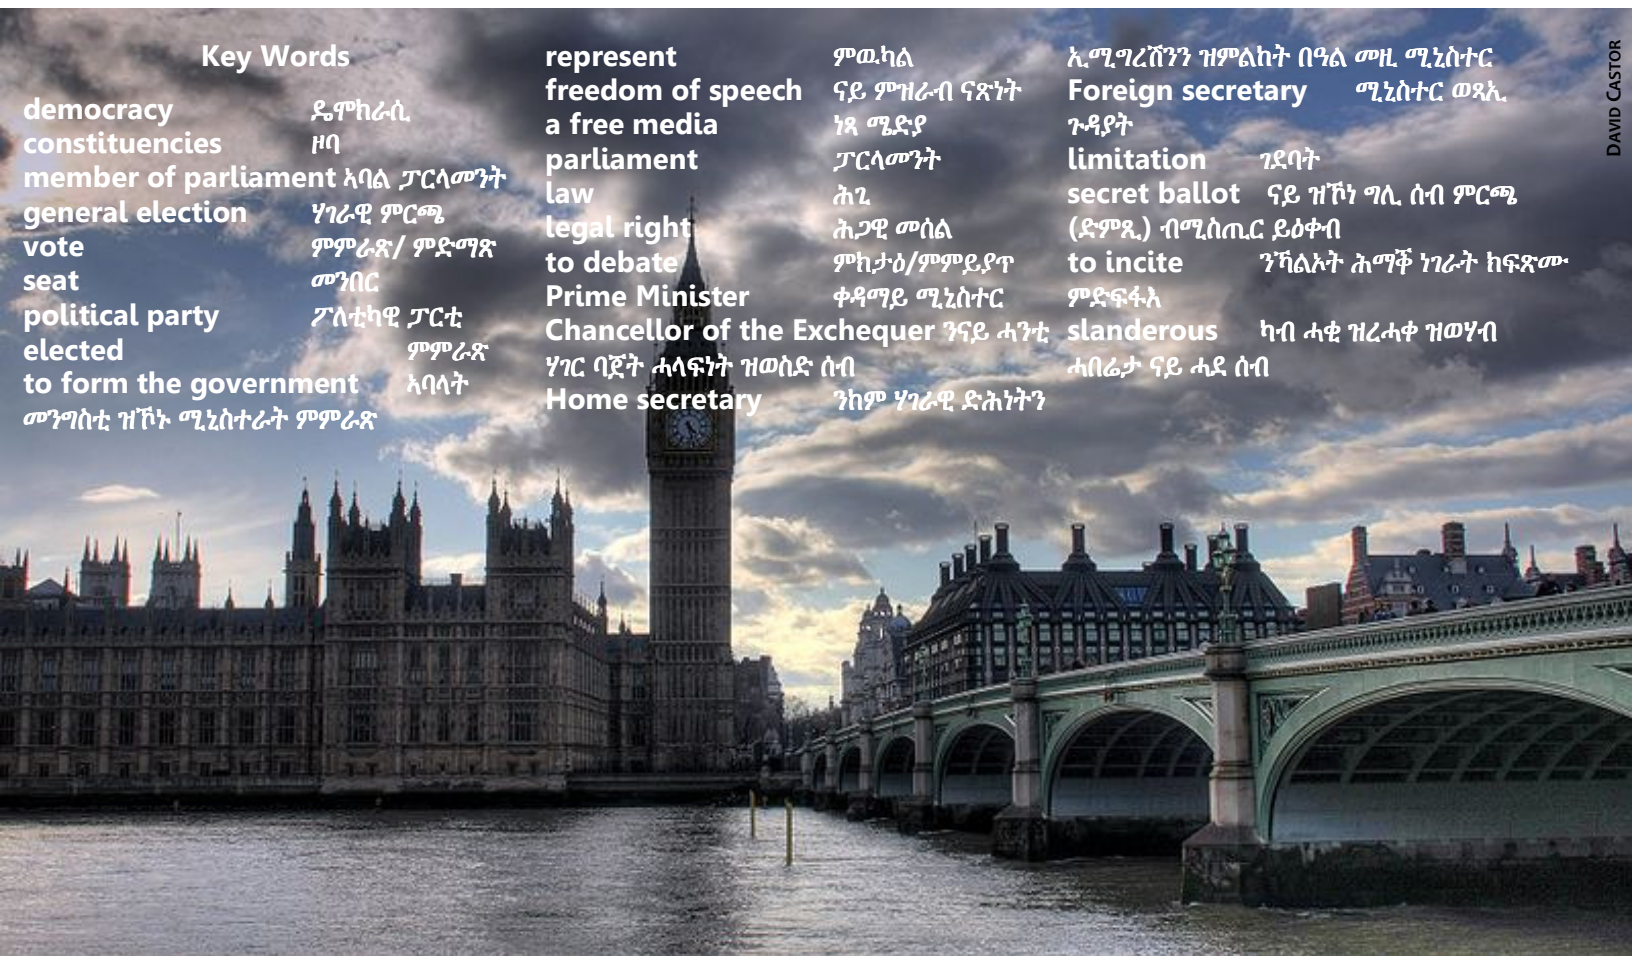 Key Words
democracy ዴሞክራሲ
constituencies ዞባ
member of parliament ኣባል ፓርላመንት
general election ሃገራዊ ምርጫ
vote ምምራጽ/ ምድማጽ
seat መንበር
political party ፖለቲካዊ ፓርቲ
elected ምምራጽ
to form the government ኣባላት
መንግስቲ ዝኾኑ ሚኒስተራት ምምራጽ
represent ምዉካል
freedom of speech ናይ ምዝራብ ናጽነት
a free media ነጻ ሜድያ
parliament ፓርላመንት
law ሕጊ
legal right ሕጋዊ መሰል
to debate ምክታዕ/ምምይያጥ
Prime Minister ቀዳማይ ሚኒስተር
Chancellor of the Exchequer ንናይ ሓንቲ
ሃገር ባጀት ሓላፍነት ዝወስድ ሰብ
Home secretary ንከም ሃገራዊ ድሕነትን
ኢሚግረሽንን ዝምልከት በዓል መዚ ሚኒስተር
Foreign secretary ሚኒስተር ወጻኢ
ጉዳያት
limitation ገደባት
secret ballot ናይ ዝኾነ ግሊ ሰብ ምርጫ
(ድምጺ) ብሚስጢር ይዕቀብ
to incite ንኻልኦት ሕማቕ ነገራት ክፍጽሙ
ምድፍፋእ
slanderous ካብ ሓቂ ዝረሓቀ ዝወሃብ
ሓበሬታ ናይ ሓደ ሰብ
DAVID CASTOR